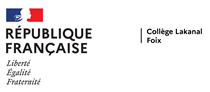 RÉPUBLIQUE
FRANÇAISE
Liberté
Égalité
Fraternité
Collège Lakanal
Foix